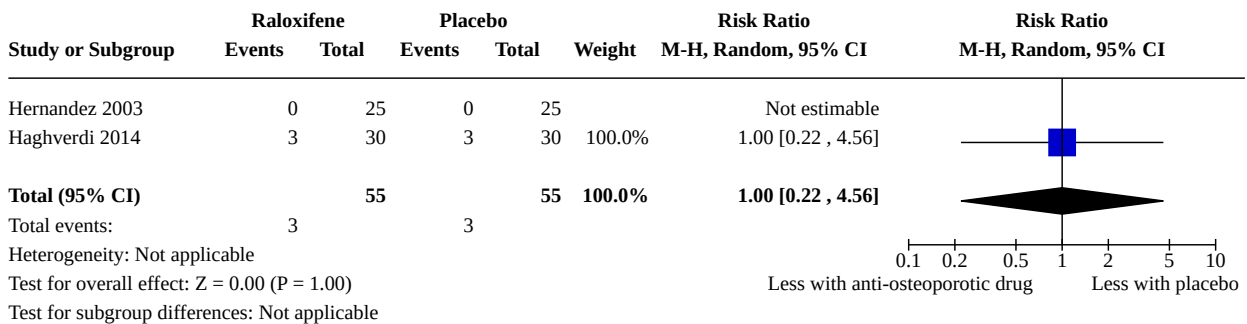 Raloxifene Placebo Risk Ratio Risk Ratio
Study or Subgroup Events Total Events Total Weight M-H, Random, 95% CI M-H, Random, 95% CI
Hernandez 2003 0 25 0 25 Not estimable
Haghverdi 2014 3 30 3 30 100.0% 1.00 [0.22 , 4.56]
Total (95% CI) 55 55 100.0% 1.00 [0.22 , 4.56]
Total events: 3 3
Heterogeneity: Not applicable
Test for overall effect: Z = 0.00 (P = 1.00)
Test for subgroup differences: Not applicable
0.1 0.2 0.5 1 2 5 10
Less with anti-osteoporotic drug Less with placebo